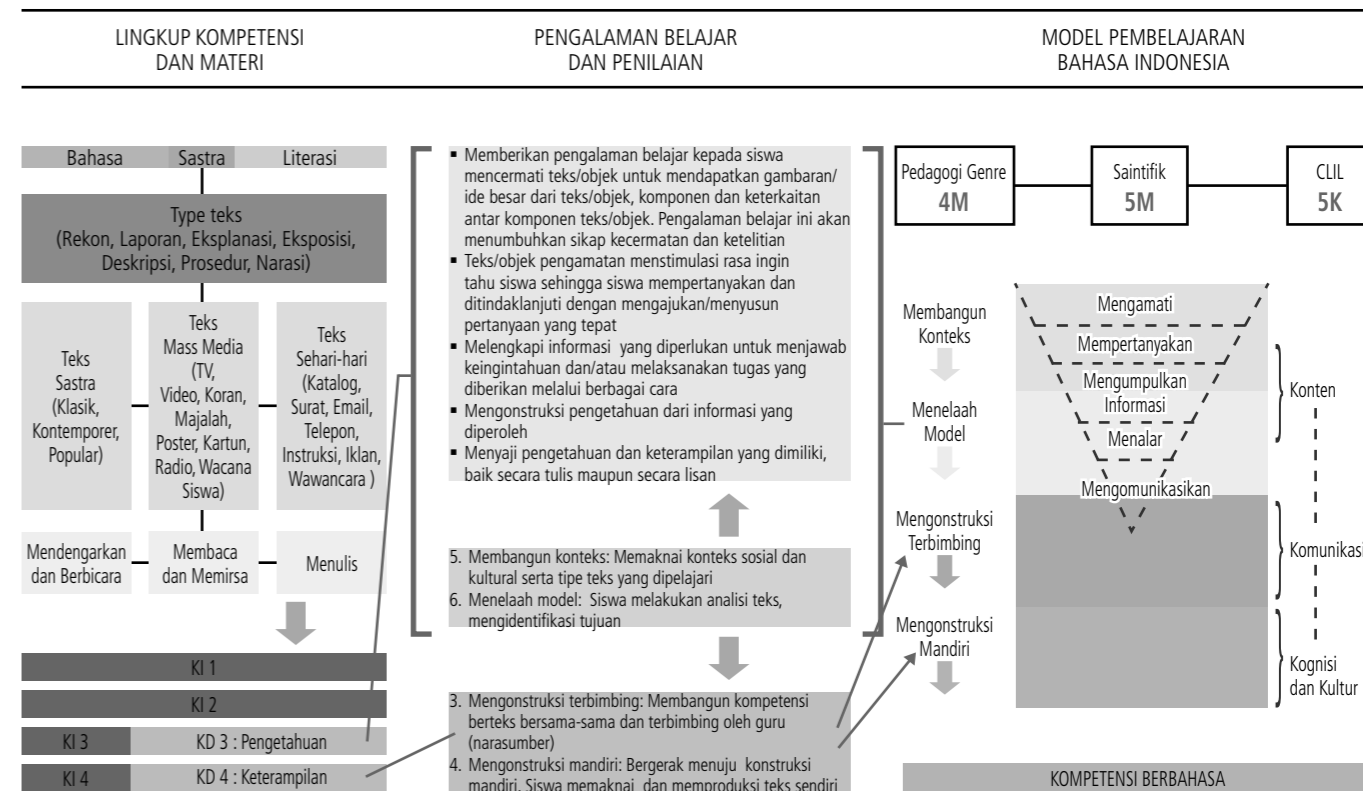 LINGKUP KOMPETENSI
DAN MATERI
PENGALAMAN BELAJAR
DAN PENILAIAN
MODEL PEMBELAJARAN
BAHASA INDONESIA
Bahasa
Sastra
Literasi
Type teks
(Rekon, Laporan, Eksplanasi, Eksposisi,
Deskripsi, Prosedur, Narasi)
Teks
Sastra
(Klasik,
Kontemporer,
Popular)
Teks
Mass Media
(TV,
Video, Koran,
Majalah,
Poster, Kartun,
Radio, Wacana
Siswa)
Teks
Sehari-hari
(Katalog,
Surat, Email,
Telepon,
Instruksi, Iklan,
Wawancara )
Mendengarkan
dan Berbicara
Membaca
dan Memirsa
Menulis
KI 1
KI 2
KI 3
KD 3 : Pengetahuan
KI 4
KD 4 : Keterampilan
▪ Memberikan pengalaman belajar kepada siswa
mencermati teks/objek untuk mendapatkan gambaran/
ide besar dari teks/objek, komponen dan keterkaitan
antar komponen teks/objek. Pengalaman belajar ini akan
menumbuhkan sikap kecermatan dan ketelitian
▪ Teks/objek pengamatan menstimulasi rasa ingin
tahu siswa sehingga siswa mempertanyakan dan
ditindaklanjuti dengan mengajukan/menyusun
pertanyaan yang tepat
▪ Melengkapi informasi yang diperlukan untuk menjawab
keingintahuan dan/atau melaksanakan tugas yang
diberikan melalui berbagai cara
▪ Mengonstruksi pengetahuan dari informasi yang
diperoleh
▪ Menyaji pengetahuan dan keterampilan yang dimiliki,
baik secara tulis maupun secara lisan
5. Membangun konteks: Memaknai konteks sosial dan
kultural serta tipe teks yang dipelajari
6. Menelaah model: Siswa melakukan analisi teks,
mengidentifikasi tujuan
3. Mengonstruksi terbimbing: Membangun kompetensi
berteks bersama-sama dan terbimbing oleh guru
(narasumber)
4. Mengonstruksi mandiri: Bergerak menuju konstruksi
mandiri. Siswa memaknai dan memproduksi teks sendiri
Pedagogi Genre
4M
Saintifik
5M
CLIL
5K
Membangun
Konteks
Menelaah
Model
Mengonstruksi
Terbimbing
Mengonstruksi
Mandiri
Mengamati
Mempertanyakan
Mengumpulkan
Informasi
Menalar
Mengomunikasikan
Konten
Komunikasi
Kognisi
dan Kultur
KOMPETENSI BERBAHASA